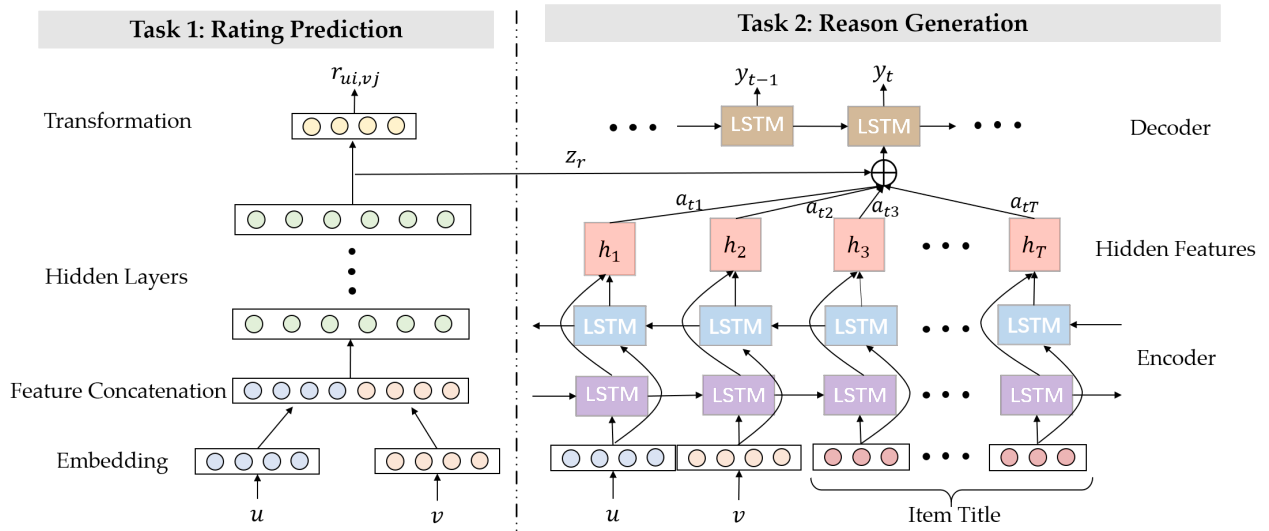 Task 1: Rating Prediction
Task 2: Reason Generation
r_{ui,vj}
Transformation
y_{t-1}
y_t
LSTM
LSTM
Decoder
z_r
a_{t1}
a_{t2}
a_{t3}
a_{tT}
h_1
h_2
h_3
h_T
Hidden Features
Hidden Layers
LSTM
LSTM
LSTM
LSTM
Encoder
Feature Concatenation
LSTM
LSTM
LSTM
LSTM
Embedding
u
v
u
v
Item Title